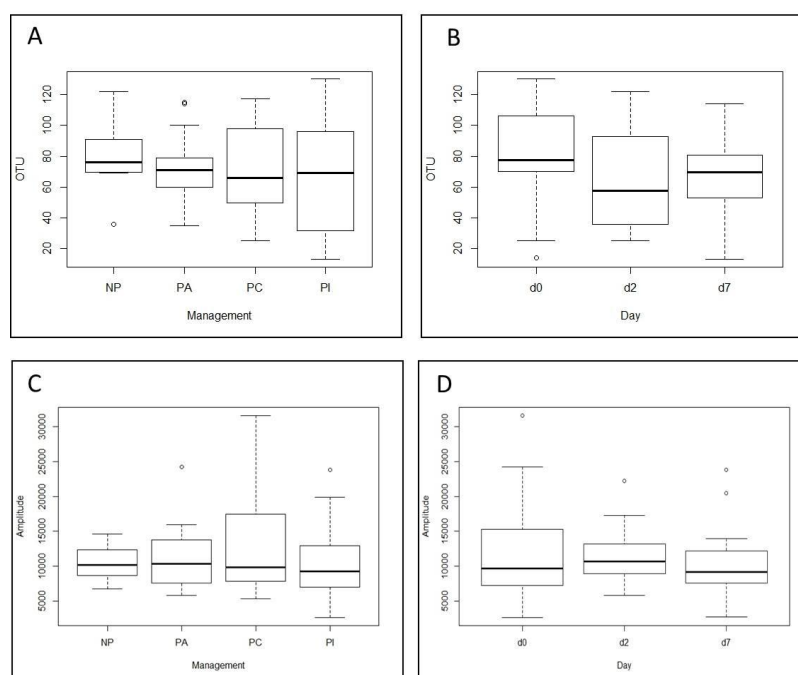 A
OTU
20 40 60 80 100 120
NP PA PC PI
Management
B
OTU
20 40 60 80 100 120
d0 d2 d7
Day
C
Amplitude
5000 10000 15000 20000 25000 30000
NP PA PC PI
Management
D
Amplitude
5000 10000 15000 20000 25000 30000
d0 d2 d7
Day